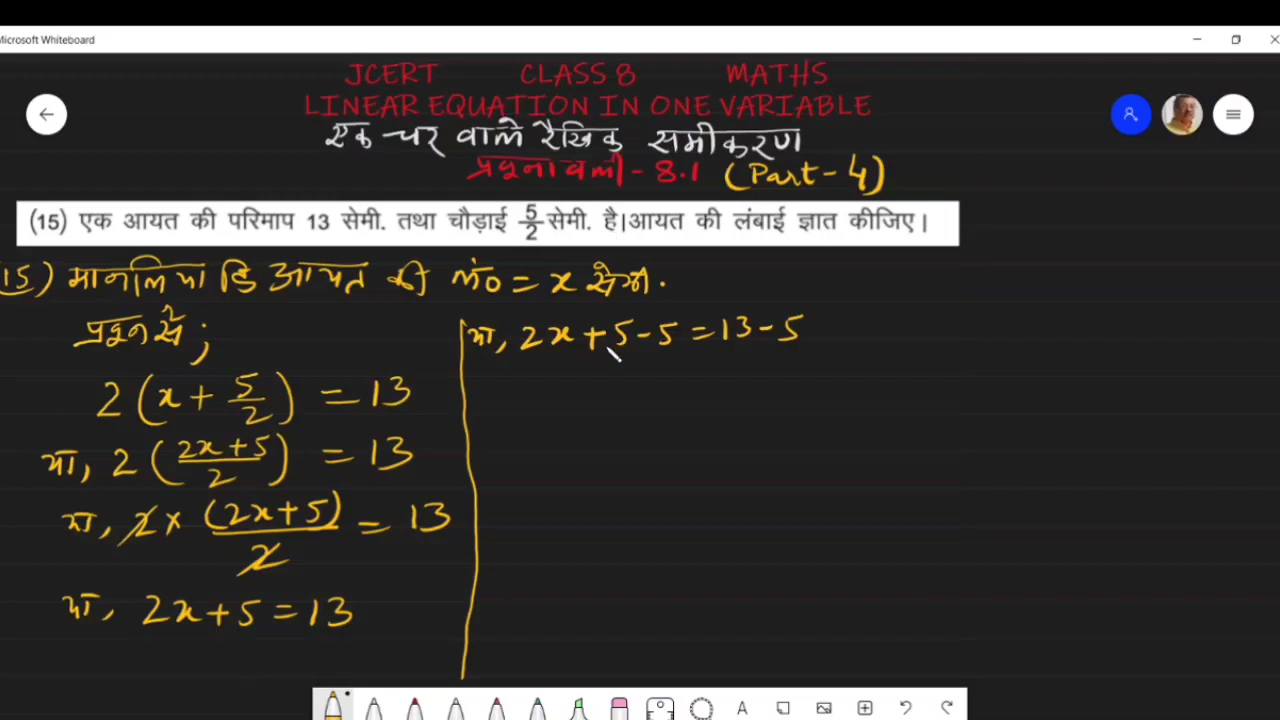 Microsoft Whiteboard
JCERT CLASS 8 MATHS
LINEAR EQUATION IN ONE VARIABLE
एक चर वाले रैखिक समीकरण
प्रश्नावली - 8.1 (Part - 4)
(15) एक आयत की परिमाप 13 सेमी. तथा चौड़ाई 5/2 सेमी. है।आयत की लंबाई ज्ञात कीजिए।
15) मानलिया कि आयत की लं० = x सेमी.
प्रश्न से ;
2(x + 5/2) = 13
या, 2((2x+5)/2) = 13
या, 2 × (2x+5)/2 = 13
या, 2x+5 = 13
या, 2x+5-5 = 13-5